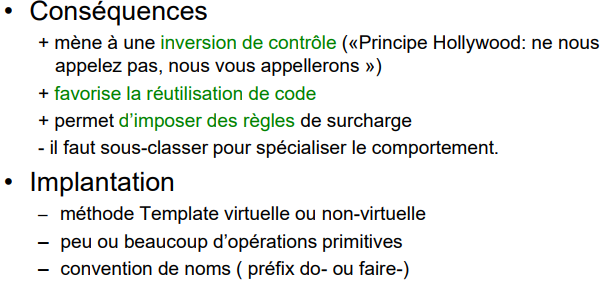 • Conséquences
+ mène à une inversion de contrôle («Principe Hollywood: ne nous
appelez pas, nous vous appellerons »)
+ favorise la réutilisation de code
+ permet d’imposer des règles de surcharge
- il faut sous-classer pour spécialiser le comportement.
• Implantation
– méthode Template virtuelle ou non-virtuelle
– peu ou beaucoup d’opérations primitives
– convention de noms ( préfix do- ou faire-)